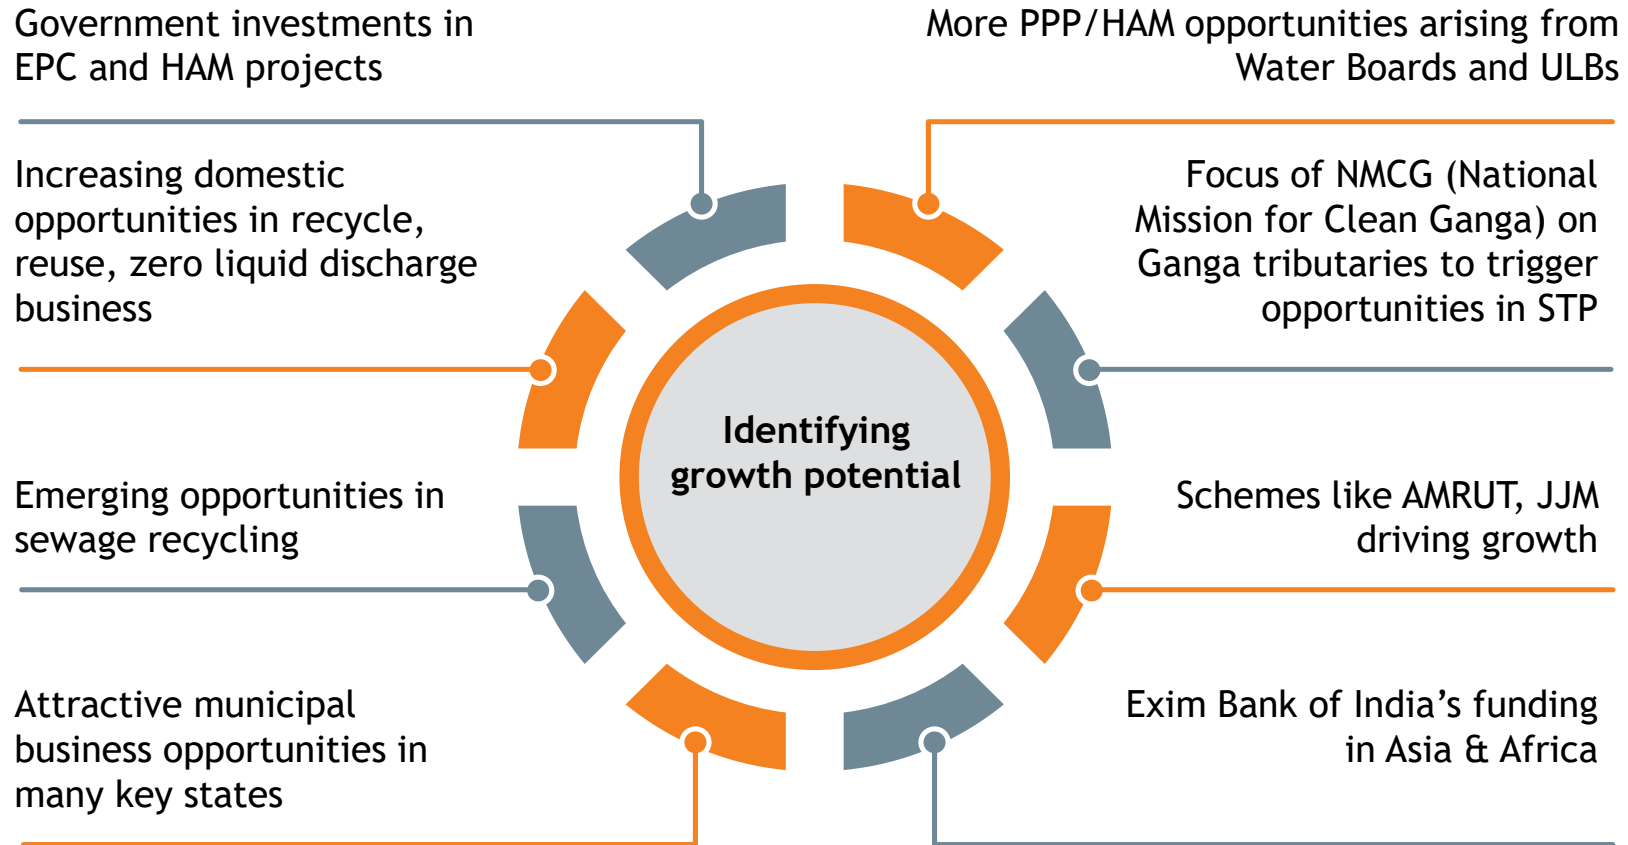 Government investments in
EPC and HAM projects
Increasing domestic
opportunities in recycle,
reuse, zero liquid discharge
business
Emerging opportunities in
sewage recycling
Attractive municipal
business opportunities in
many key states
Identifying
growth potential
More PPP/HAM opportunities arising from
Water Boards and ULBs
Focus of NMCG (National
Mission for Clean Ganga) on
Ganga tributaries to trigger
opportunities in STP
Schemes like AMRUT, JJM
driving growth
Exim Bank of India’s funding
in Asia & Africa